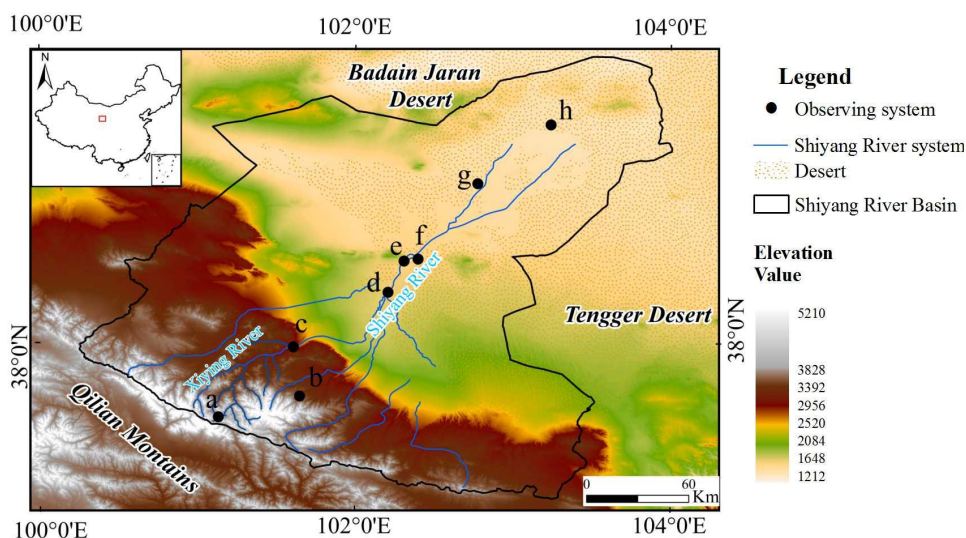 100°0'E
102°0'E
104°0'E
N
Badain Jaran
Desert
h
g
f
e
d
Shiyang River
Tengger Desert
c
Xiying River
b
a
Qilian Montains
38°0'N
38°0'N
0
60
Km
100°0'E
102°0'E
104°0'E
Legend
Observing system
Shiyang River system
Desert
Shiyang River Basin
Elevation
Value
5210
3828
3392
2956
2520
2084
1648
1212